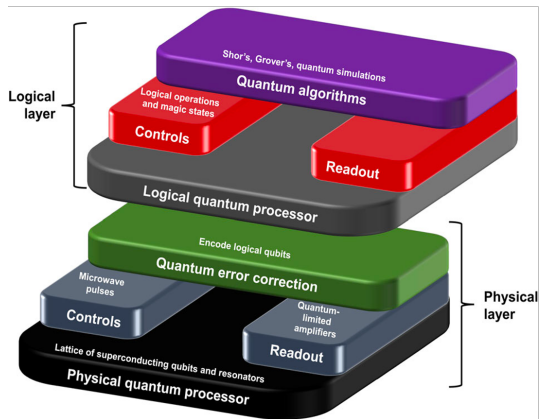 Shor's, Grover's, quantum simulations
Quantum algorithms
Logical
layer
Logical operations
and magic states
Controls
Readout
Logical quantum processor
Encode logical qubits
Quantum error correction
Microwave
pulses
Controls
Quantum-
limited
amplifiers
Readout
Physical
layer
Lattice of superconducting qubits and resonators
Physical quantum processor